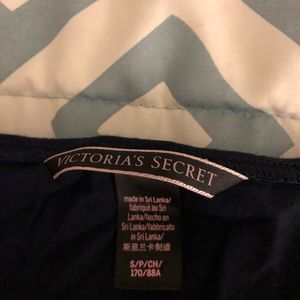 VICTORIA'S SECRET
made in Sri Lanka/
fabriqué au Sri
Lanka/hecho en
Sri Lanka/fabbricato
in Sri Lanka/
斯里兰卡制造
S/P/CH/
170/88A